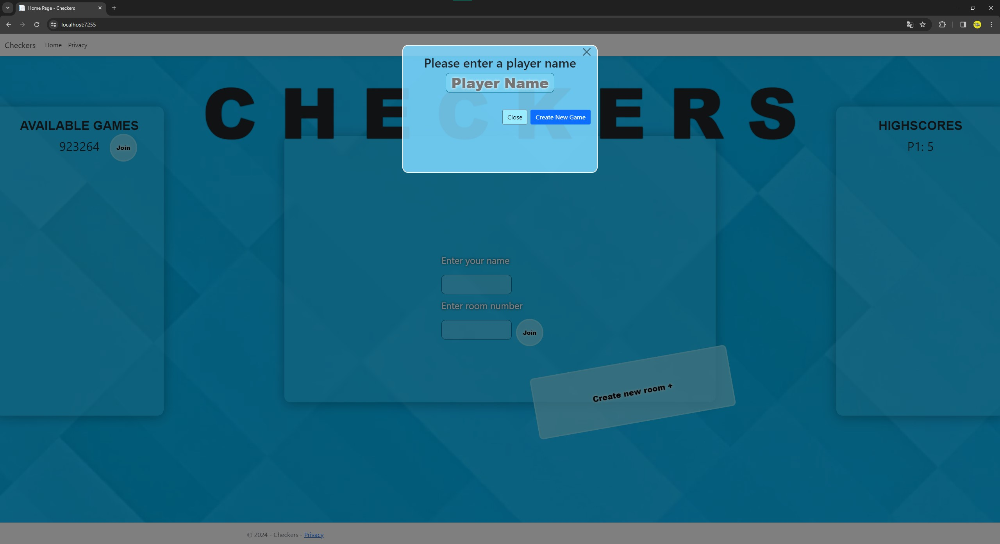 Home Page - Checkers
localhost:7255
Checkers Home Privacy
Please enter a player name
Player Name
Close Create New Game
CHECKERS
AVAILABLE GAMES
923264 Join
HIGHSCORES
P1: 5
Enter your name
Enter room number
Join
Create new room +
© 2024 - Checkers - Privacy